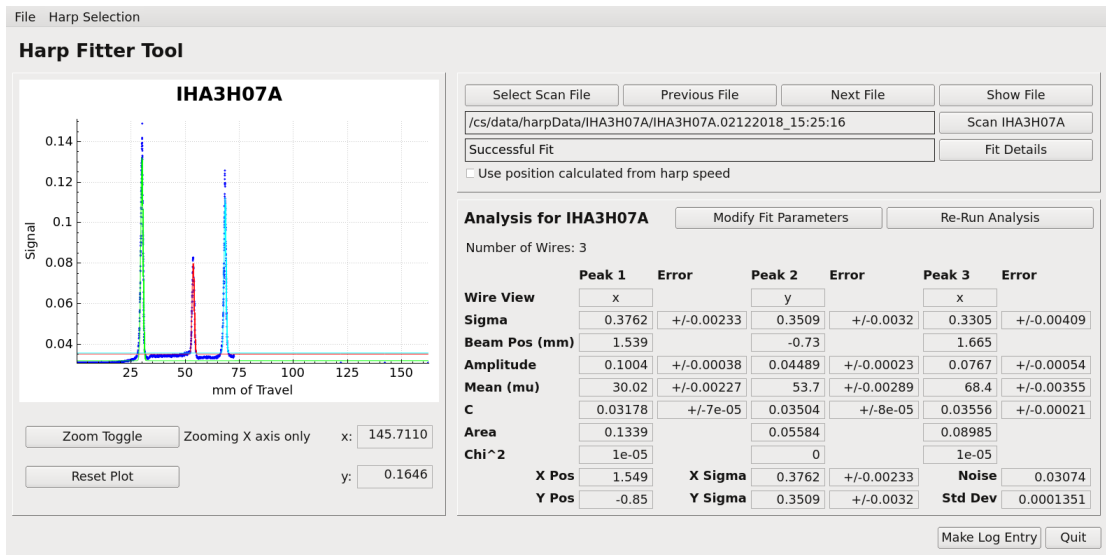 File Harp Selection
Harp Fitter Tool
IHA3H07A
0.14
0.12
0.1
0.08
0.06
0.04
Signal
25 50 75 100 125 150
mm of Travel
Zoom Toggle Zooming X axis only x: 145.7110
Reset Plot y: 0.1646
Select Scan File Previous File Next File Show File
/cs/data/harpData/IHA3H07A/IHA3H07A.02122018_15:25:16 Scan IHA3H07A
Successful Fit Fit Details
Use position calculated from harp speed
Analysis for IHA3H07A Modify Fit Parameters Re-Run Analysis
Number of Wires: 3
Peak 1 Error Peak 2 Error Peak 3 Error
Wire View x y x
Sigma 0.3762 +/-0.00233 0.3509 +/-0.0032 0.3305 +/-0.00409
Beam Pos (mm) 1.539 -0.73 1.665
Amplitude 0.1004 +/-0.00038 0.04489 +/-0.00023 0.0767 +/-0.00054
Mean (mu) 30.02 +/-0.00227 53.7 +/-0.00289 68.4 +/-0.00355
C 0.03178 +/-7e-05 0.03504 +/-8e-05 0.03556 +/-0.00021
Area 0.1339 0.05584 0.08985
Chi^2 1e-05 0 1e-05
X Pos 1.549 X Sigma 0.3762 +/-0.00233 Noise 0.03074
Y Pos -0.85 Y Sigma 0.3509 +/-0.0032 Std Dev 0.0001351
Make Log Entry Quit